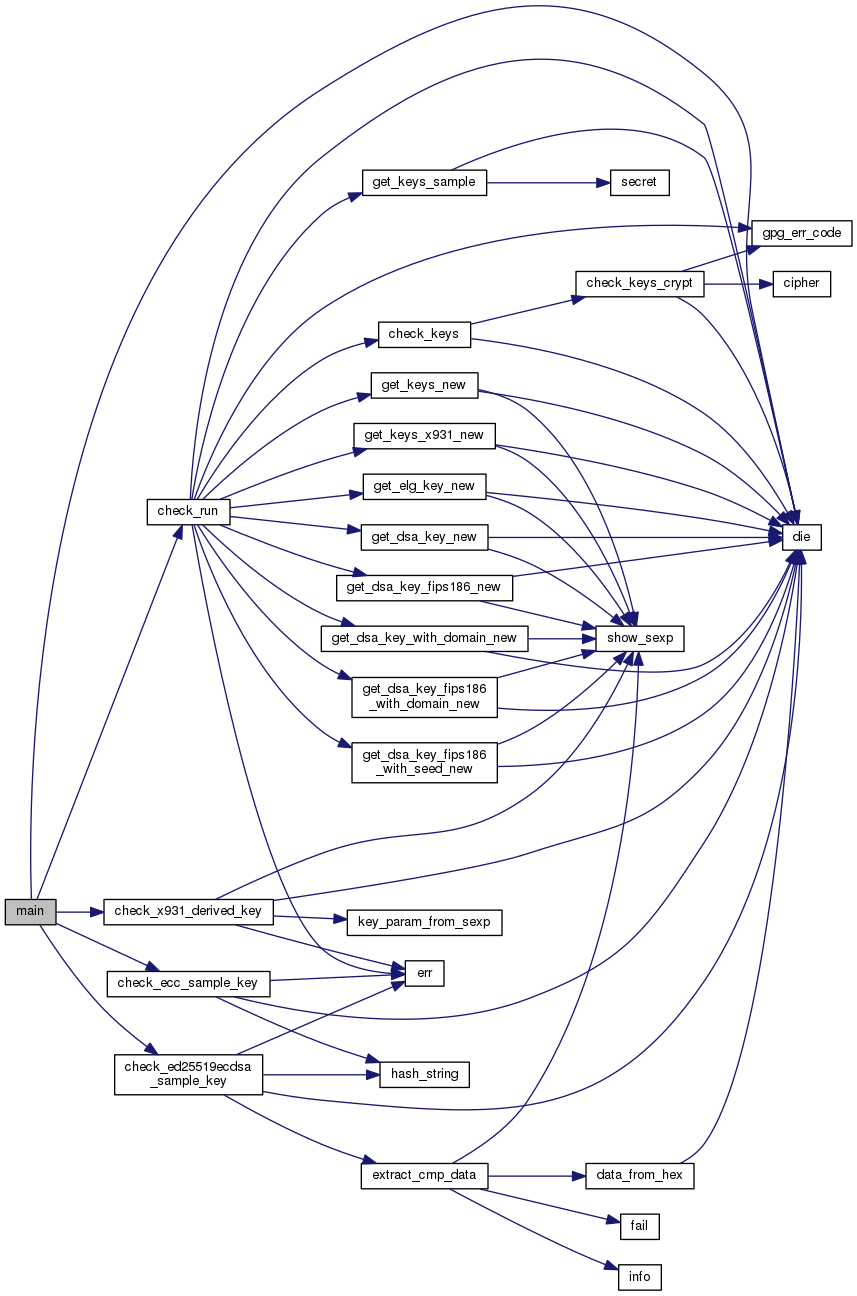 get_keys_sample
secret
gpg_err_code
check_keys_crypt
cipher
check_keys
get_keys_new
get_keys_x931_new
get_elg_key_new
check_run
get_dsa_key_new
die
get_dsa_key_fips186_new
get_dsa_key_with_domain_new
show_sexp
get_dsa_key_fips186
_with_domain_new
get_dsa_key_fips186
_with_seed_new
main
check_x931_derived_key
key_param_from_sexp
err
check_ecc_sample_key
check_ed25519ecdsa
_sample_key
hash_string
extract_cmp_data
data_from_hex
fail
info